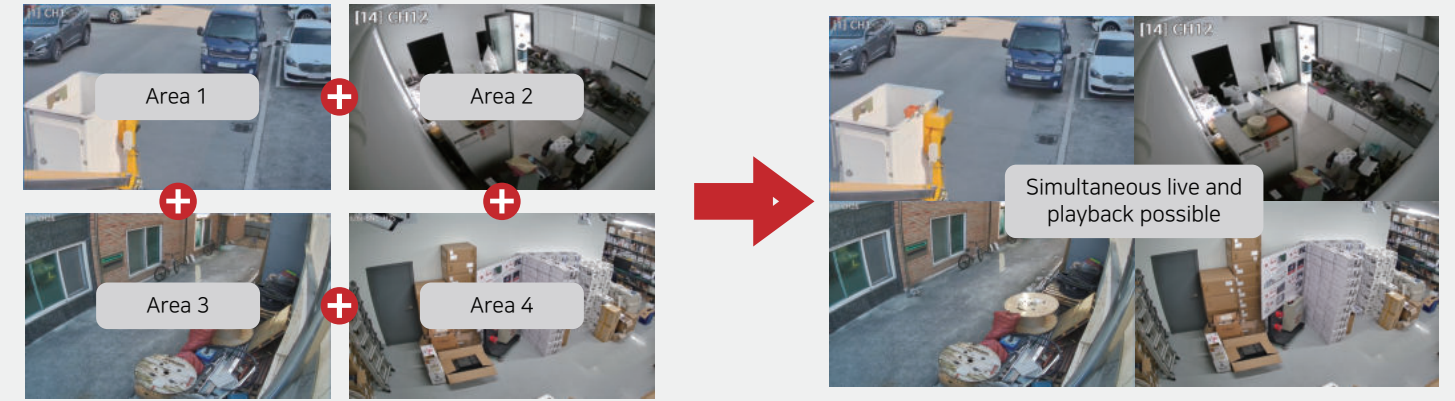 [1] CH1
[14] CH12
Area 1
Area 2
Area 3
Area 4
[1] CH1
[14] CH12
Simultaneous live and
playback possible